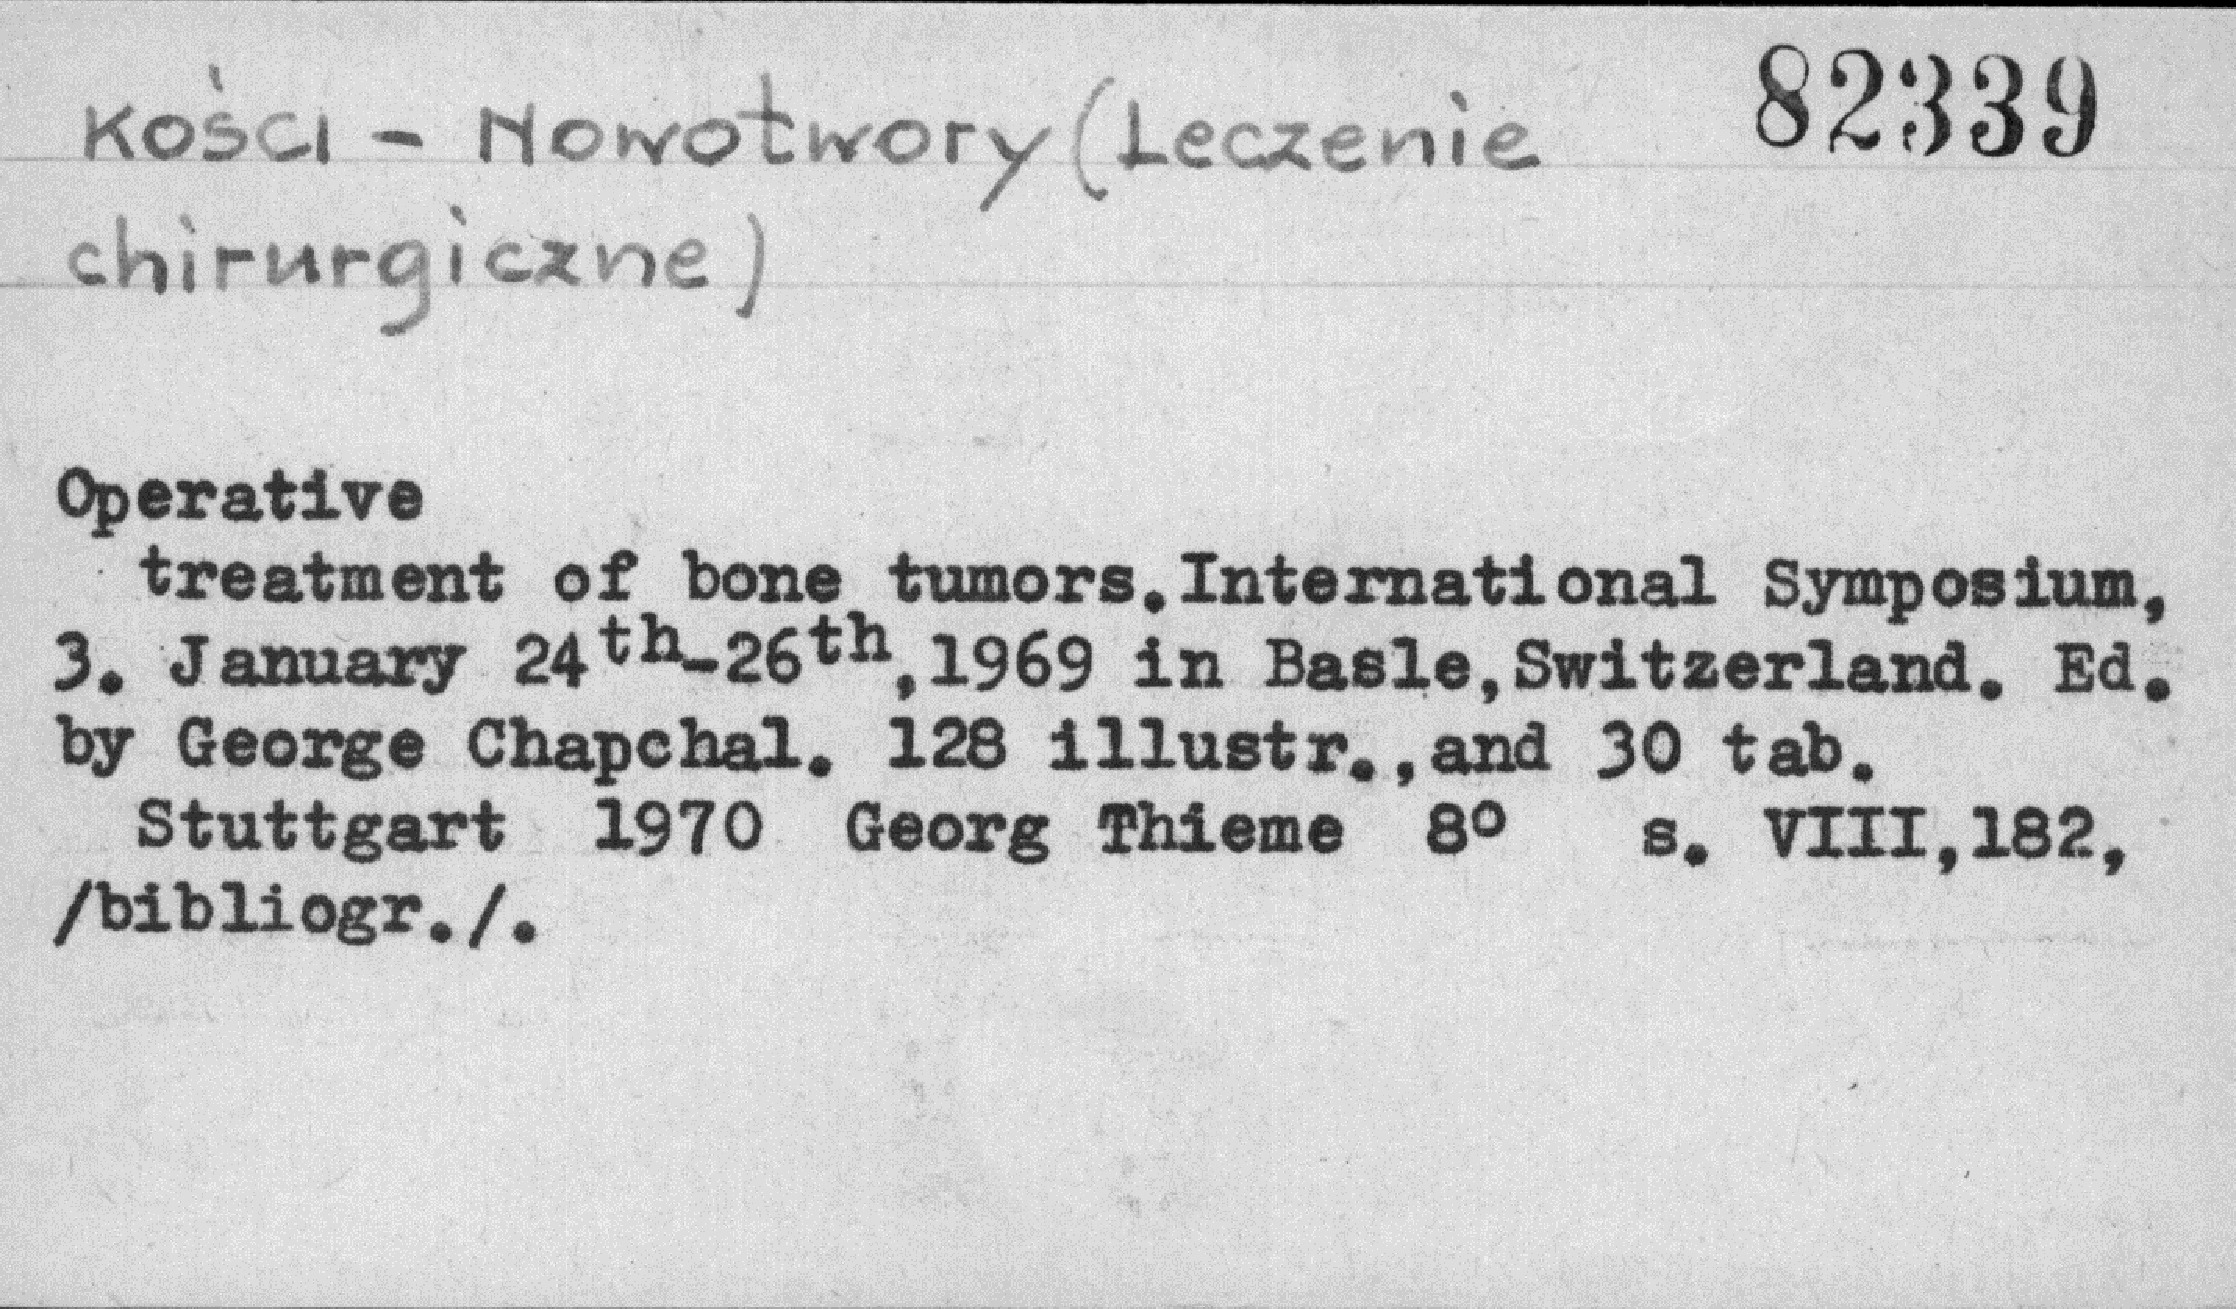 Kości - Nowotwory (Leczenie 82339
chirurgiczne)
Operative
treatment of bone tumors.International Symposium,
3. January 24th-26th,1969 in Basle,Switzerland. Ed.
by George Chapchal. 128 illustr.,and 30 tab.
Stuttgart 1970 Georg Thieme 8° s. VIII,182,
/bibliogr./.